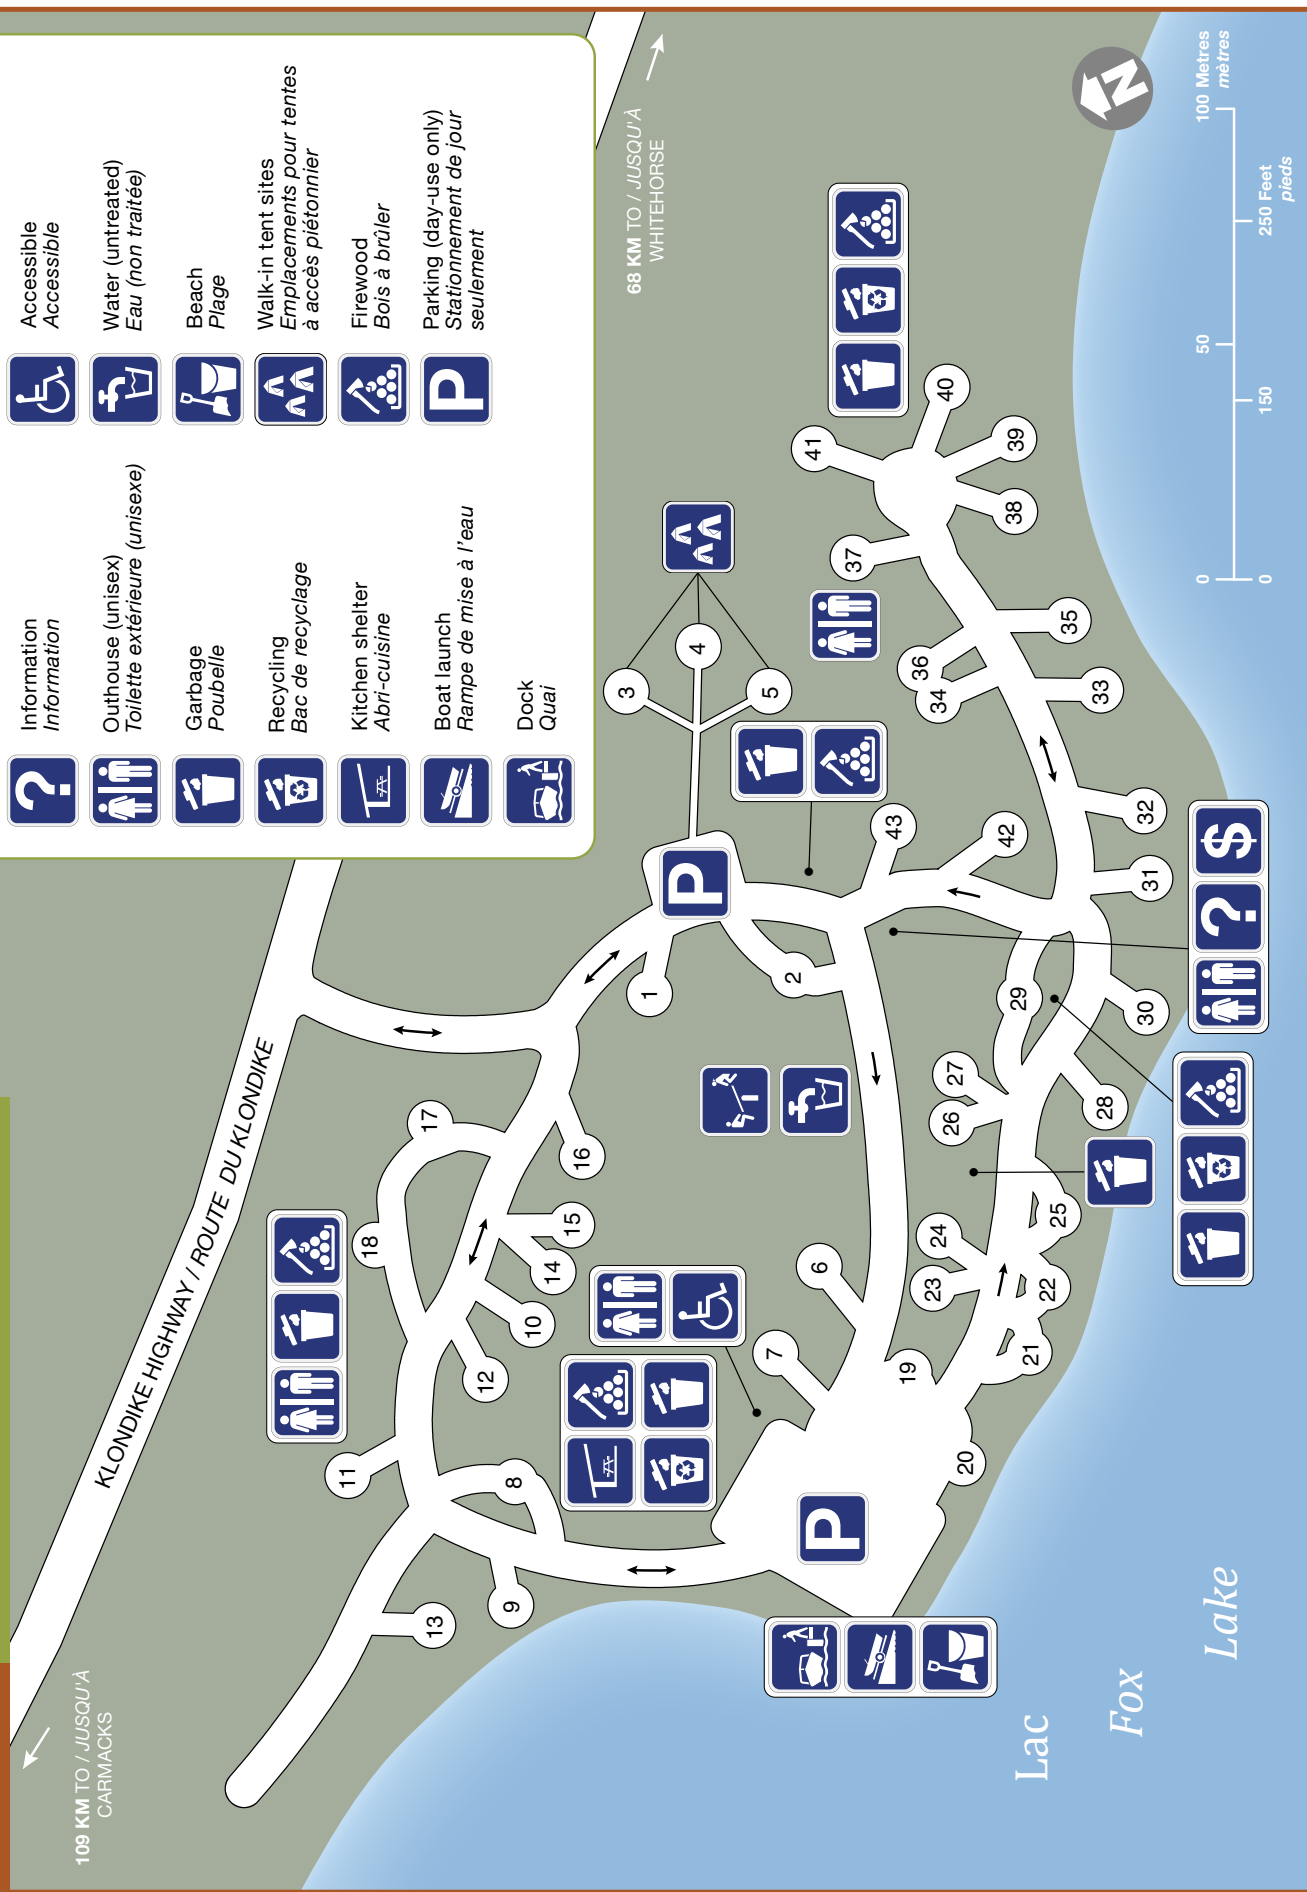 Information
Information
Outhouse (unisex)
Toilette extérieure (unisexe)
Garbage
Poubelle
Recycling
Bac de recyclage
Kitchen shelter
Abri-cuisine
Boat launch
Rampe de mise à l'eau
Dock
Quai
Accessible
Accessible
Water (untreated)
Eau (non traitée)
Beach
Plage
Walk-in tent sites
Emplacements pour tentes
à accès piétonnier
Firewood
Bois à brûler
Parking (day-use only)
Stationnement de jour
seulement
?
P
109 KM TO / JUSQU'À
CARMACKS
KLONDIKE HIGHWAY / ROUTE DU KLONDIKE
68 KM TO / JUSQU'À
WHITEHORSE
N
1
2
3
4
5
6
7
8
9
10
11
12
13
14
15
16
17
18
19
20
21
22
23
24
25
26
27
28
29
30
31
32
33
34
35
36
37
38
39
40
41
42
43
P
P
? $
Lac
Fox
Lake
0 50 100 Metres
mètres
0 150 250 Feet
pieds